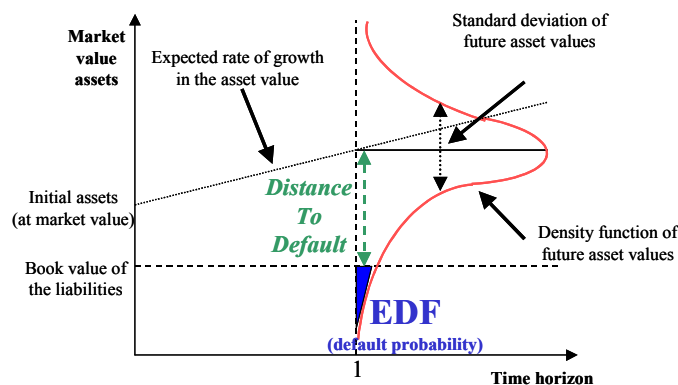 Market
value
assets
Expected rate of growth
in the asset value
Standard deviation of
future asset values
Initial assets
(at market value)
Distance
To
Default
Density function of
future asset values
Book value of
the liabilities
EDF
(default probability)
1
Time horizon